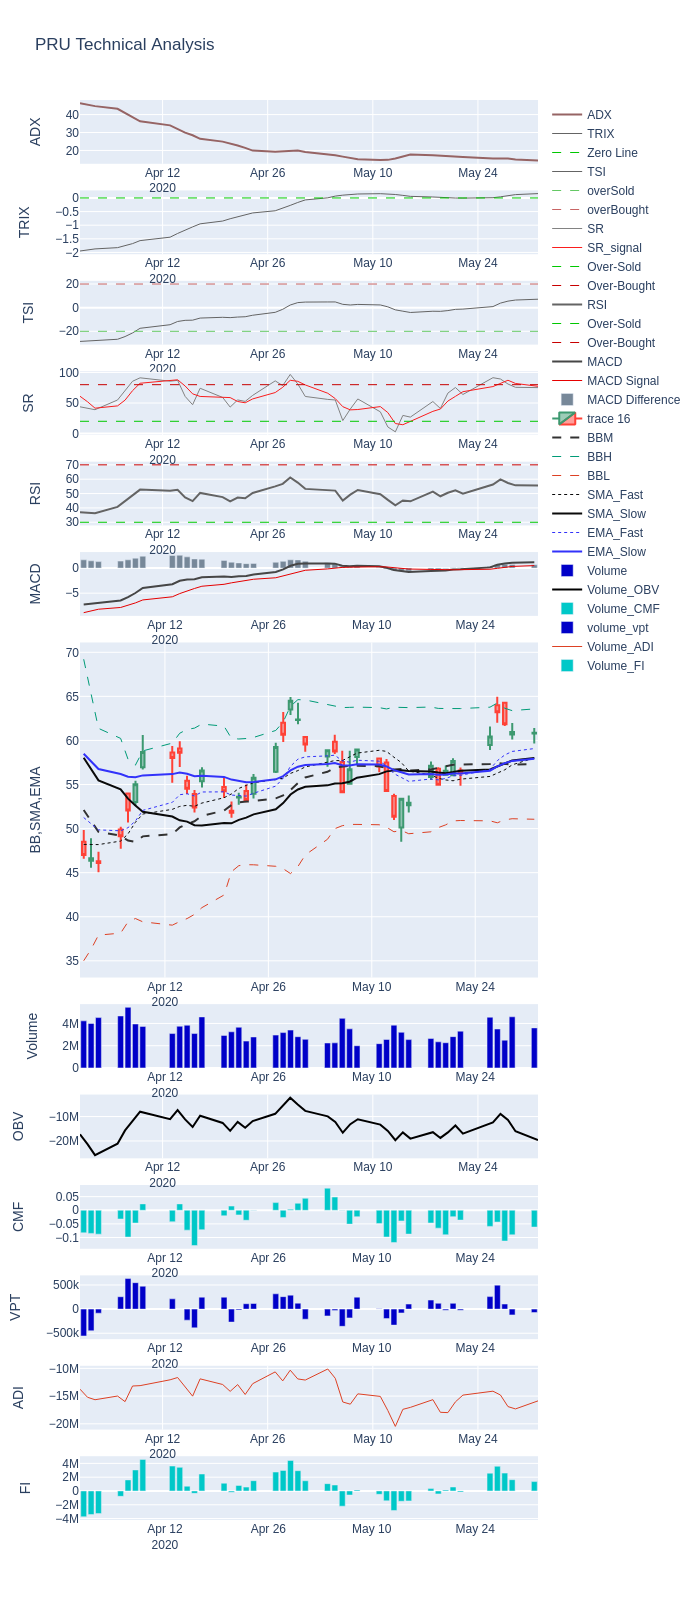 PRU Technical Analysis
ADX
40
30
20
Apr 12
2020
Apr 26
May 10
May 24
TRIX
0
−0.5
−1
−1.5
−2
Apr 12
2020
Apr 26
May 10
May 24
TSI
20
0
−20
Apr 12
2020
Apr 26
May 10
May 24
SR
100
50
0
Apr 12
2020
Apr 26
May 10
May 24
RSI
70
60
50
40
30
Apr 12
2020
Apr 26
May 10
May 24
MACD
0
−5
Apr 12
2020
Apr 26
May 10
May 24
BB,SMA,EMA
70
65
60
55
50
45
40
35
Apr 12
2020
Apr 26
May 10
May 24
Volume
4M
2M
0
Apr 12
2020
Apr 26
May 10
May 24
OBV
−10M
−20M
Apr 12
2020
Apr 26
May 10
May 24
CMF
0.05
0
−0.05
−0.1
Apr 12
2020
Apr 26
May 10
May 24
VPT
500k
0
−500k
Apr 12
2020
Apr 26
May 10
May 24
ADI
−10M
−15M
−20M
Apr 12
2020
Apr 26
May 10
May 24
FI
4M
2M
0
−2M
−4M
Apr 12
2020
Apr 26
May 10
May 24
ADX
TRIX
Zero Line
TSI
overSold
overBought
SR
SR_signal
Over-Sold
Over-Bought
RSI
Over-Sold
Over-Bought
MACD
MACD Signal
MACD Difference
trace 16
BBM
BBH
BBL
SMA_Fast
SMA_Slow
EMA_Fast
EMA_Slow
Volume
Volume_OBV
Volume_CMF
volume_vpt
Volume_ADI
Volume_FI